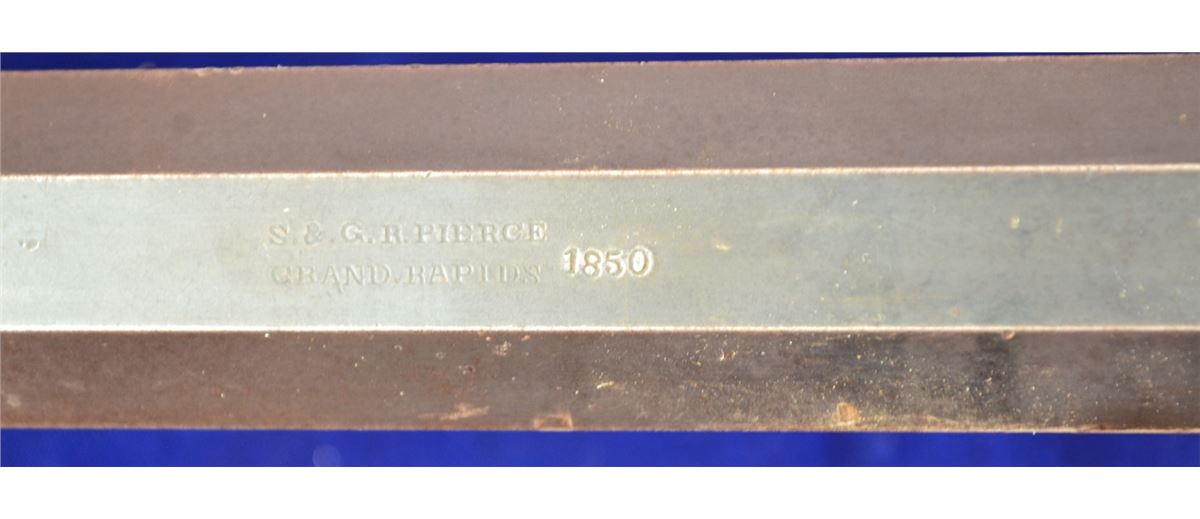 S. & G. R. PIERCE
GRAND. RAPIDS 1850